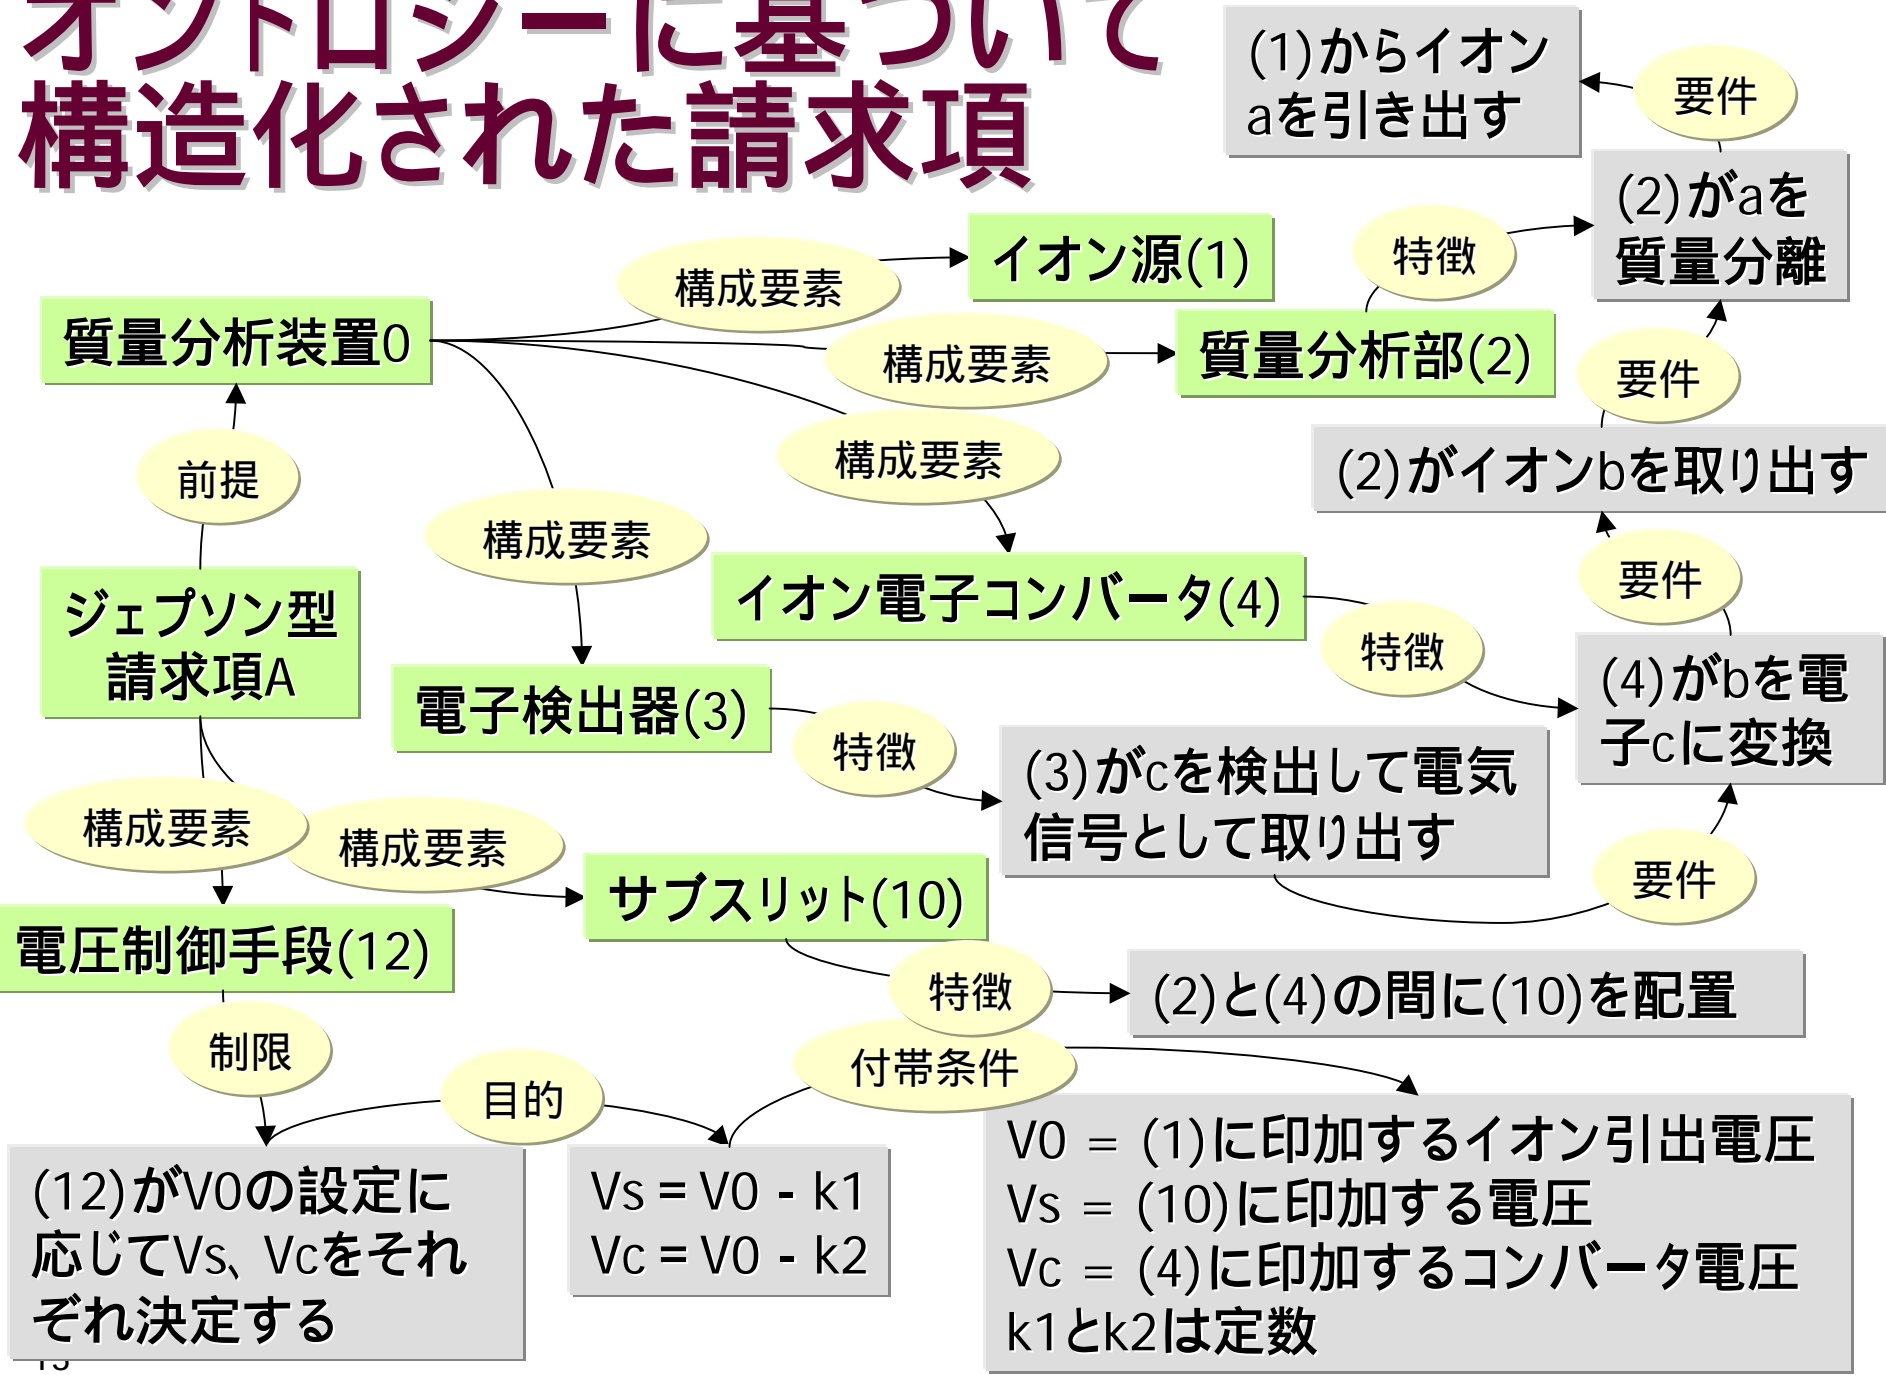 オントロジーに基づいて
構造化された請求項
(1)からイオン
aを引き出す
要件
(2)がaを
質量分離
特徴
イオン源(1)
構成要素
質量分析装置0
構成要素
質量分析部(2)
要件
構成要素
(2)がイオンbを取り出す
前提
構成要素
要件
イオン電子コンバータ(4)
特徴
ジェプソン型
請求項A
(4)がbを電
子cに変換
電子検出器(3)
特徴
(3)がcを検出して電気
信号として取り出す
構成要素
構成要素
要件
サブスリット(10)
電圧制御手段(12)
特徴
(2)と(4)の間に(10)を配置
制限
付帯条件
目的
(12)がV0の設定に
応じてVs、Vcをそれ
ぞれ決定する
Vs = V0 - k1
Vc = V0 - k2
V0 = (1)に印加するイオン引出電圧
Vs = (10)に印加する電圧
Vc = (4)に印加するコンバータ電圧
k1とk2は定数